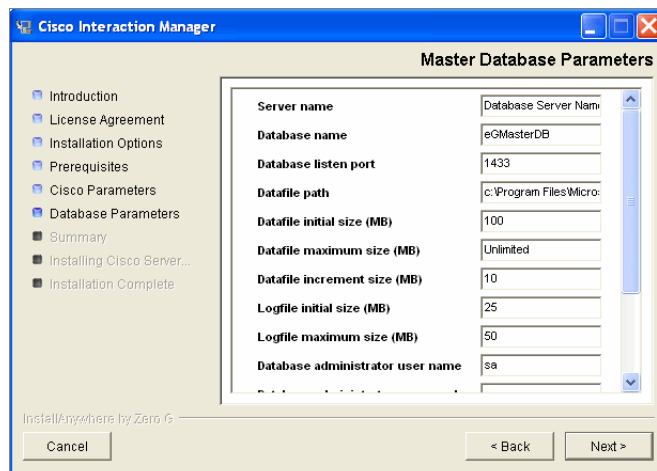 Cisco Interaction Manager
Master Database Parameters
Introduction
License Agreement
Installation Options
Prerequisites
Cisco Parameters
Database Parameters
Summary
Installing Cisco Server...
Installation Complete
Server name Database Server Nam
Database name eGMasterDB
Database listen port 1433
Datafile path c:\Program Files\Micro
Datafile initial size (MB) 100
Datafile maximum size (MB) Unlimited
Datafile increment size (MB) 10
Logfile initial size (MB) 25
Logfile maximum size (MB) 50
Database administrator user name sa
InstallAnywhere by Zero G
Cancel
< Back
Next >